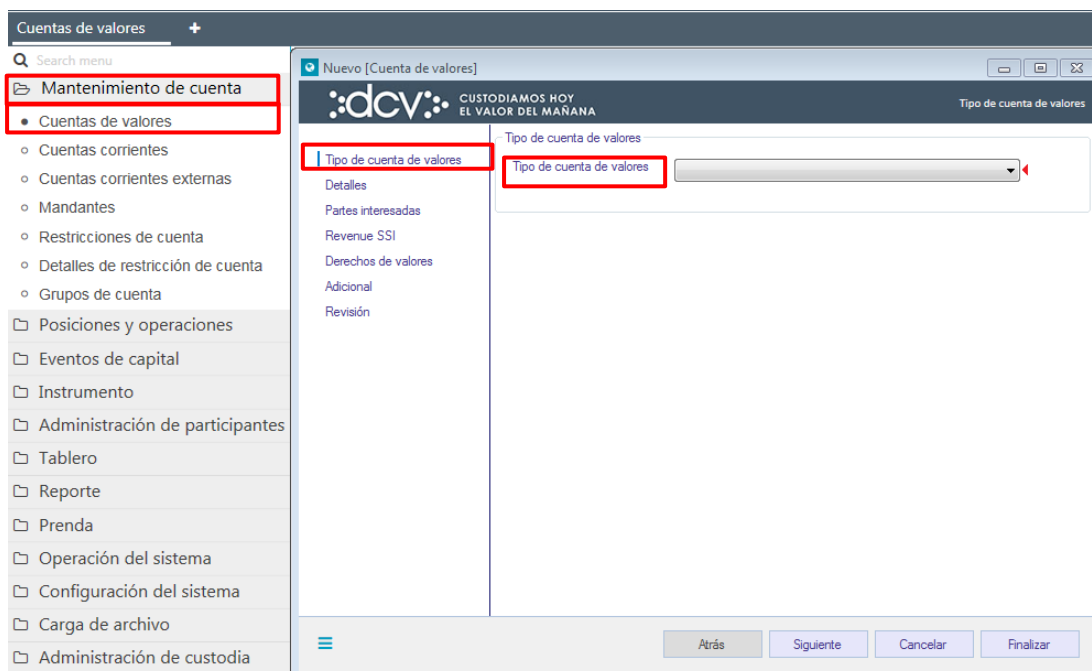 Cuentas de valores +
Search menu
Mantenimiento de cuenta
Cuentas de valores
Cuentas corrientes
Cuentas corrientes externas
Mandantes
Restricciones de cuenta
Detalles de restricción de cuenta
Grupos de cuenta
Posiciones y operaciones
Eventos de capital
Instrumento
Administración de participantes
Tablero
Reporte
Prenda
Operación del sistema
Configuración del sistema
Carga de archivo
Administración de custodia
Nuevo [Cuenta de valores]
dcv CUSTODIAMOS HOY
EL VALOR DEL MAÑANA
Tipo de cuenta de valores
Tipo de cuenta de valores
Detalles
Partes interesadas
Revenue SSI
Derechos de valores
Adicional
Revisión
Tipo de cuenta de valores
Tipo de cuenta de valores
Atrás
Siguiente
Cancelar
Finalizar